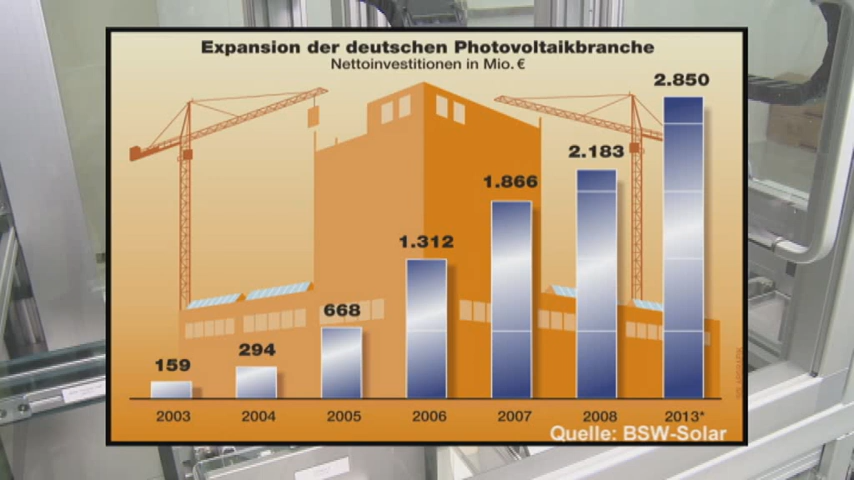 Expansion der deutschen Photovoltaikbranche
Nettoinvestitionen in Mio. €
159
294
668
1.312
1.866
2.183
2.850
2003 2004 2005 2006 2007 2008 2013*
Quelle: BSW-Solar